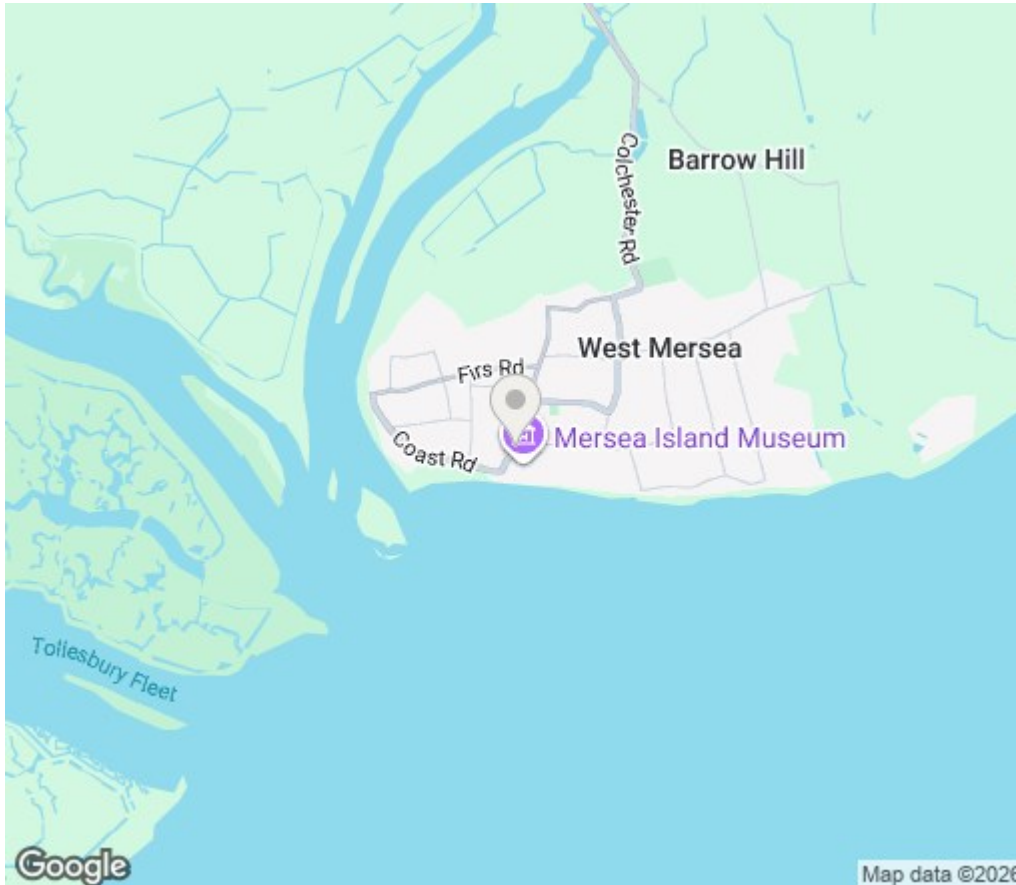 Barrow Hill
Colchester Rd
West Mersea
Firs Rd
Mersea Island Museum
Coast Rd
Tollesbury Fleet
Google
Map data ©2026